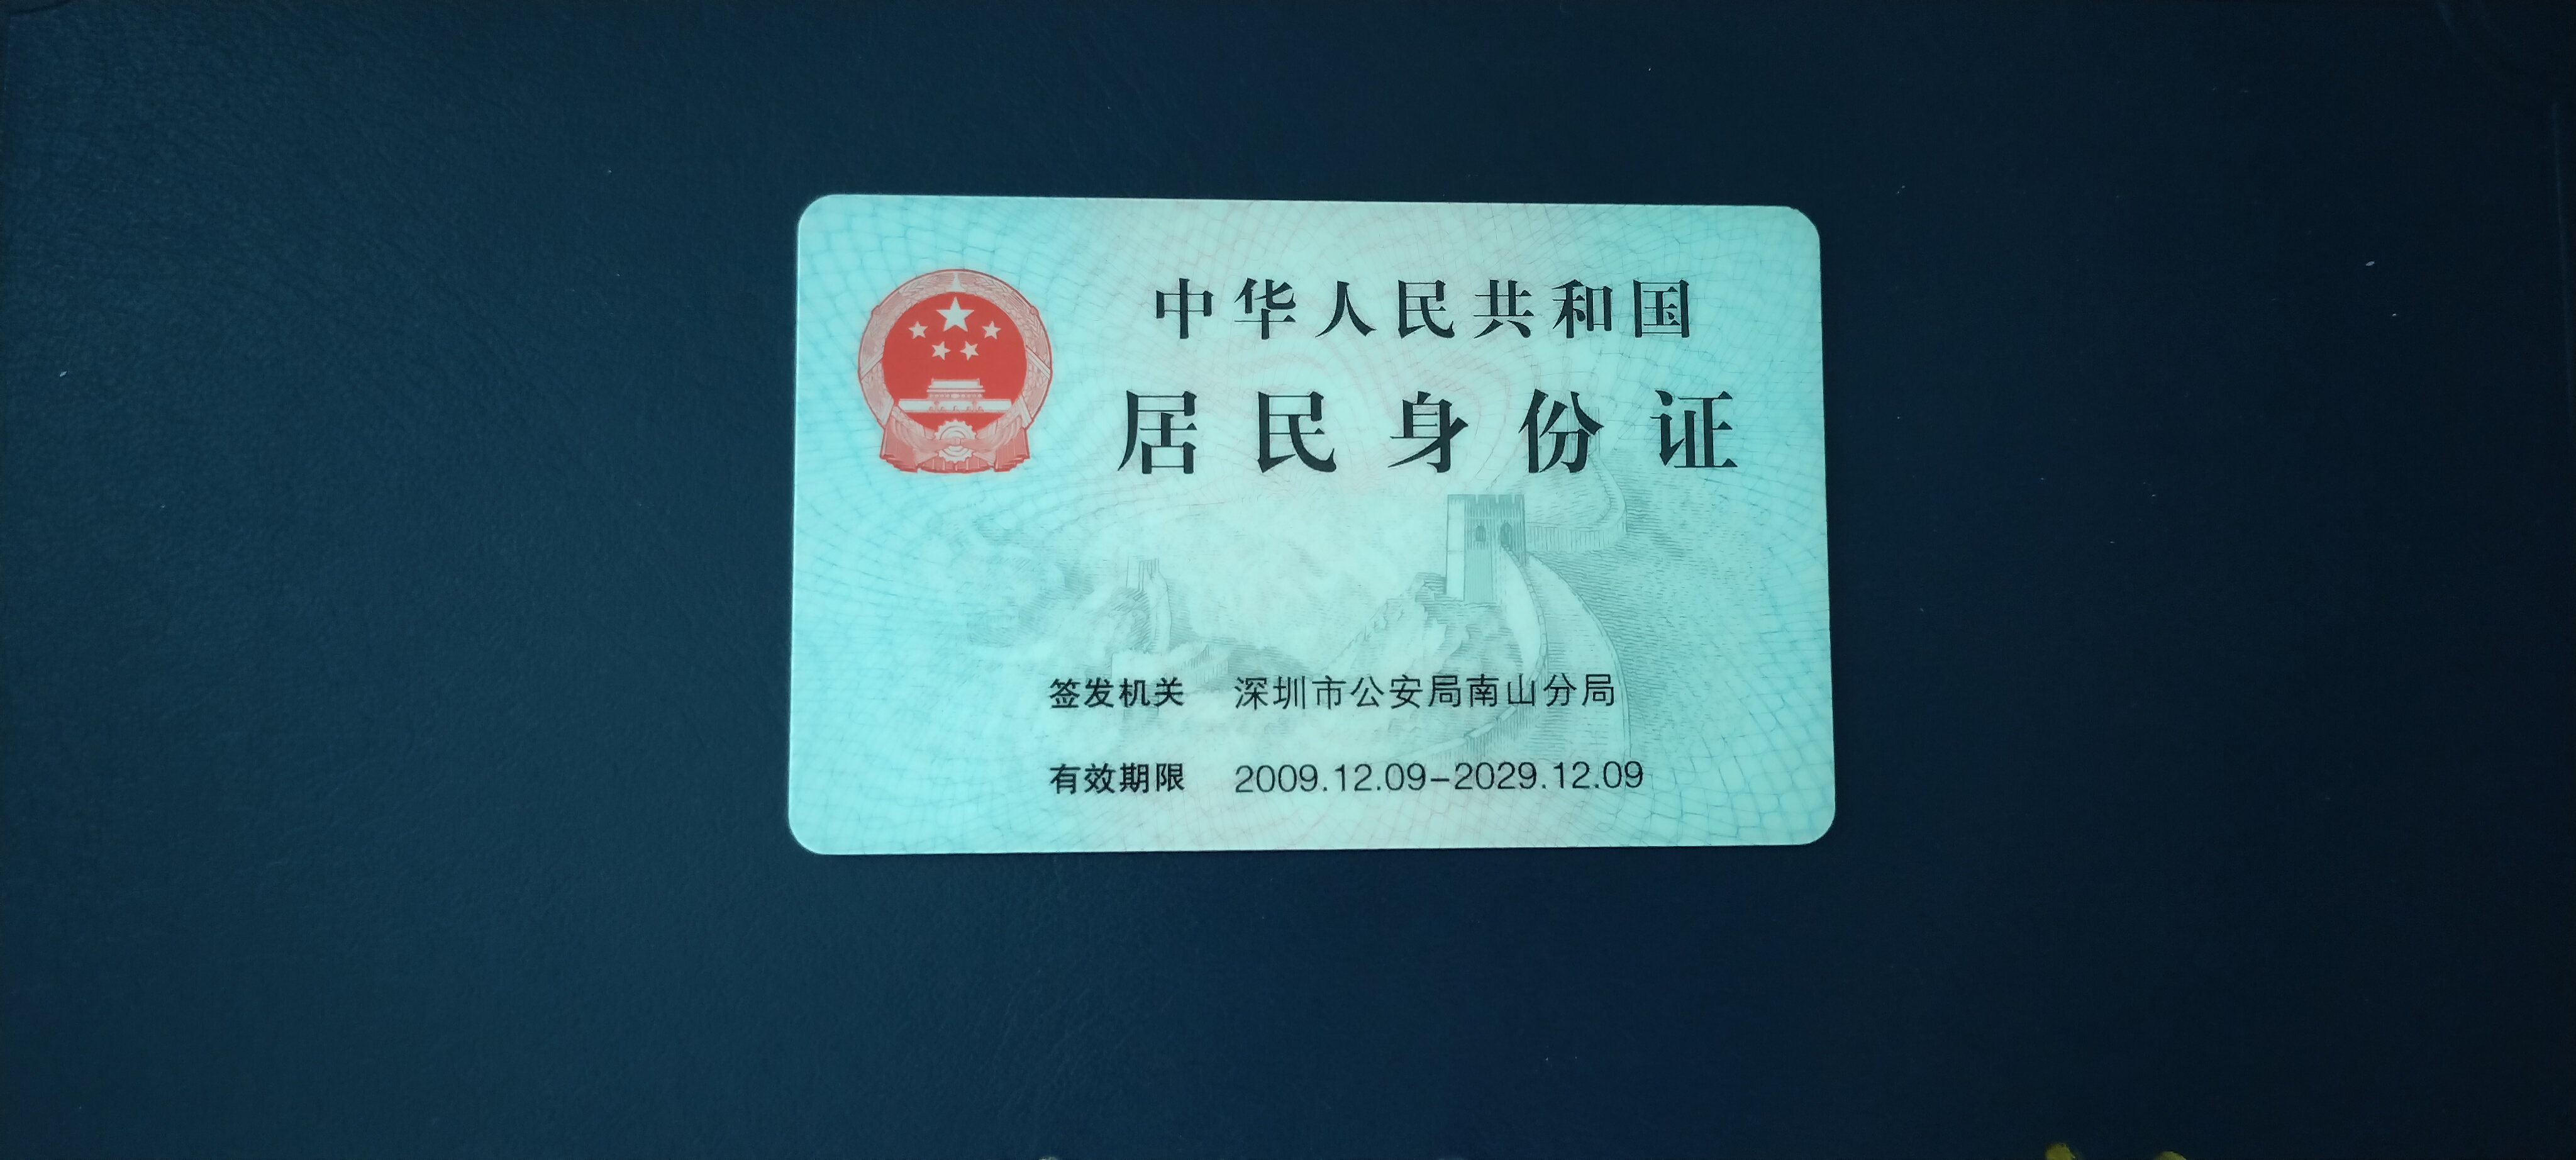 中华人民共和国
居民身份证
签发机关 深圳市公安局南山分局
有效期限 2009.12.09-2029.12.09